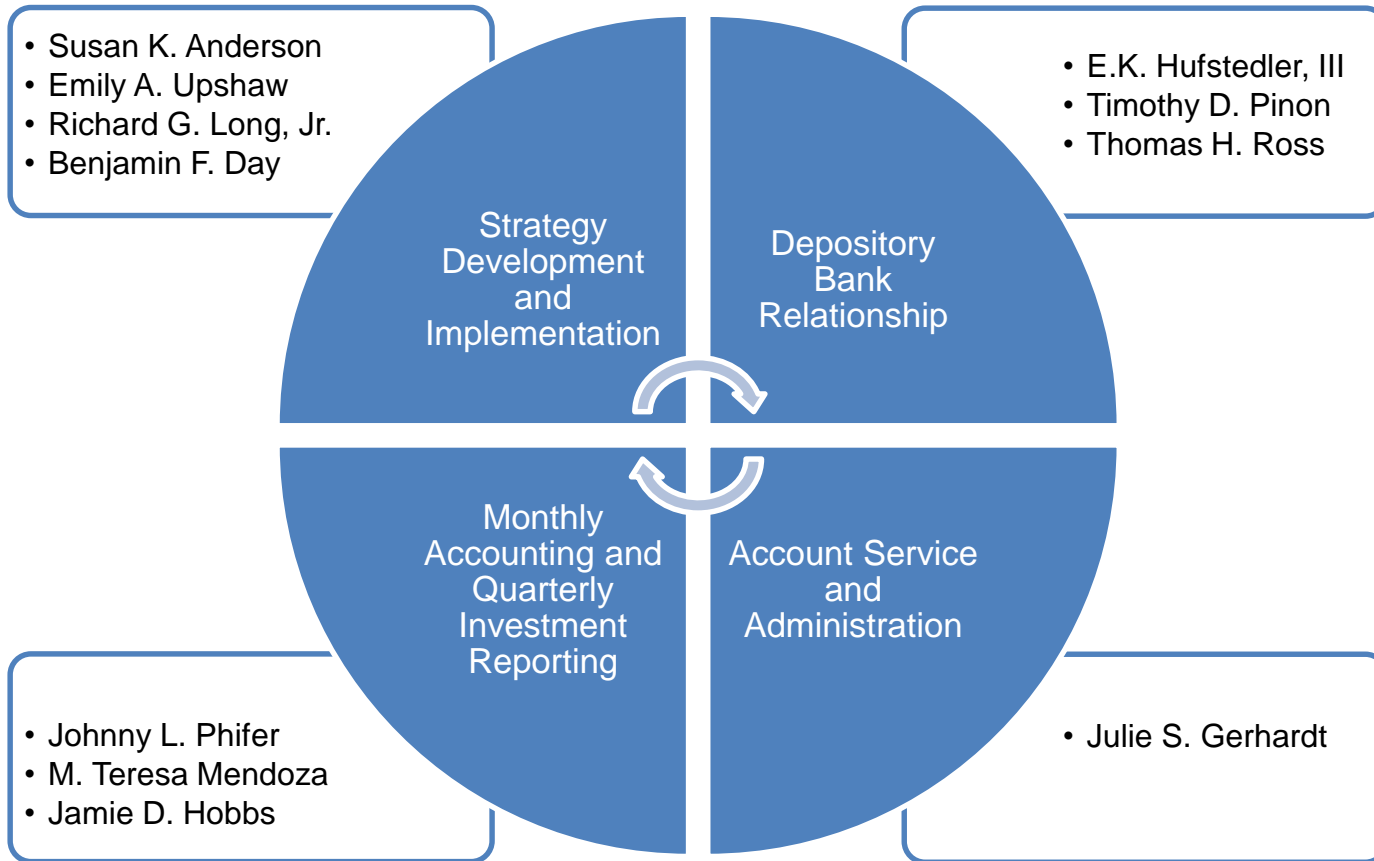 • Susan K. Anderson
• Emily A. Upshaw
• Richard G. Long, Jr.
• Benjamin F. Day
• E.K. Hufstedler, III
• Timothy D. Pinon
• Thomas H. Ross
Strategy
Development
and
Implementation
Depository
Bank
Relationship
Monthly
Accounting and
Quarterly
Investment
Reporting
Account Service
and
Administration
• Johnny L. Phifer
• M. Teresa Mendoza
• Jamie D. Hobbs
• Julie S. Gerhardt